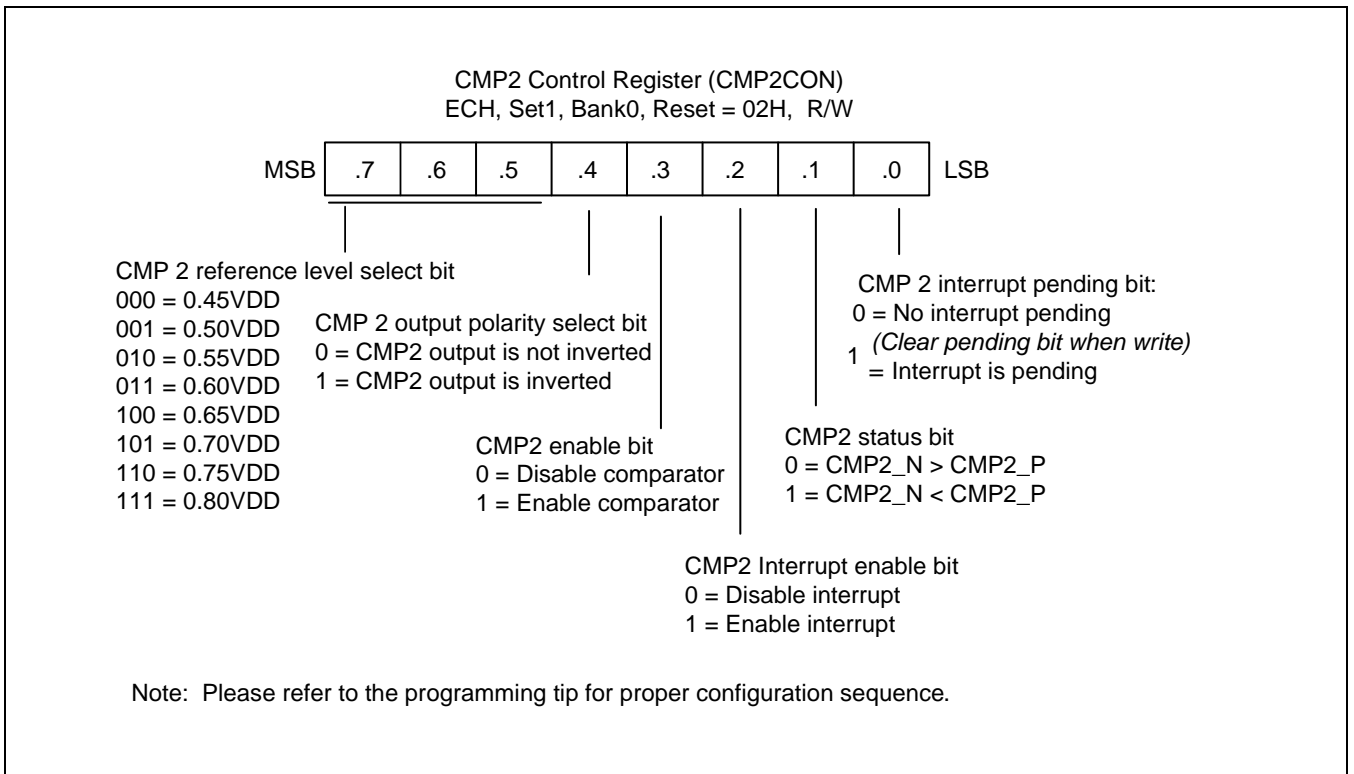 CMP2 Control Register (CMP2CON)
ECH, Set1, Bank0, Reset = 02H, R/W
MSB .7 .6 .5 .4 .3 .2 .1 .0 LSB
CMP 2 reference level select bit
000 = 0.45VDD
001 = 0.50VDD
010 = 0.55VDD
011 = 0.60VDD
100 = 0.65VDD
101 = 0.70VDD
110 = 0.75VDD
111 = 0.80VDD
CMP 2 output polarity select bit
0 = CMP2 output is not inverted
1 = CMP2 output is inverted
CMP2 enable bit
0 = Disable comparator
1 = Enable comparator
CMP2 Interrupt enable bit
0 = Disable interrupt
1 = Enable interrupt
CMP2 status bit
0 = CMP2_N > CMP2_P
1 = CMP2_N < CMP2_P
CMP 2 interrupt pending bit:
0 = No interrupt pending
(Clear pending bit when write)
1
= Interrupt is pending
Note: Please refer to the programming tip for proper configuration sequence.